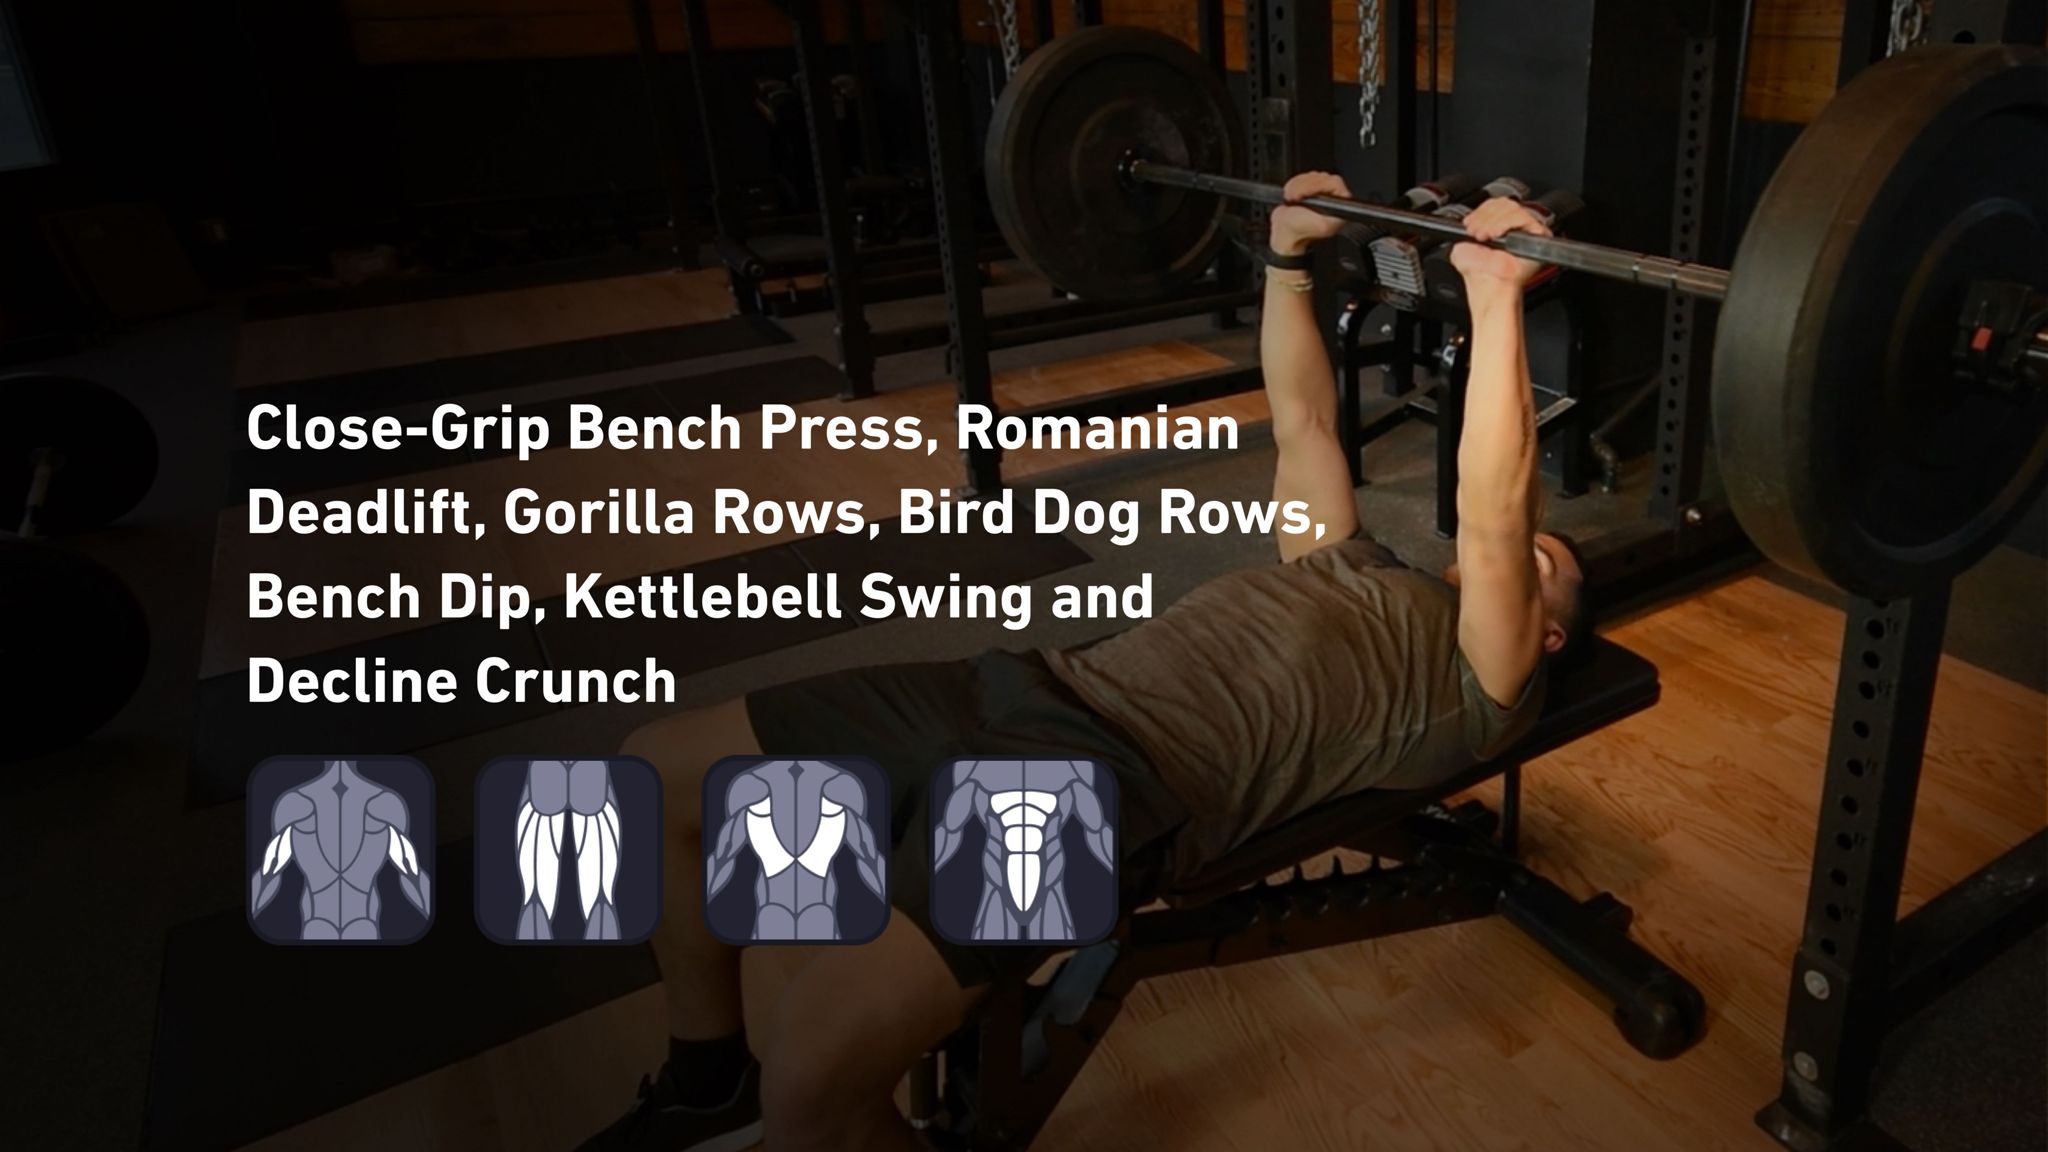 Close-Grip Bench Press, Romanian
Deadlift, Gorilla Rows, Bird Dog Rows,
Bench Dip, Kettlebell Swing and
Decline Crunch